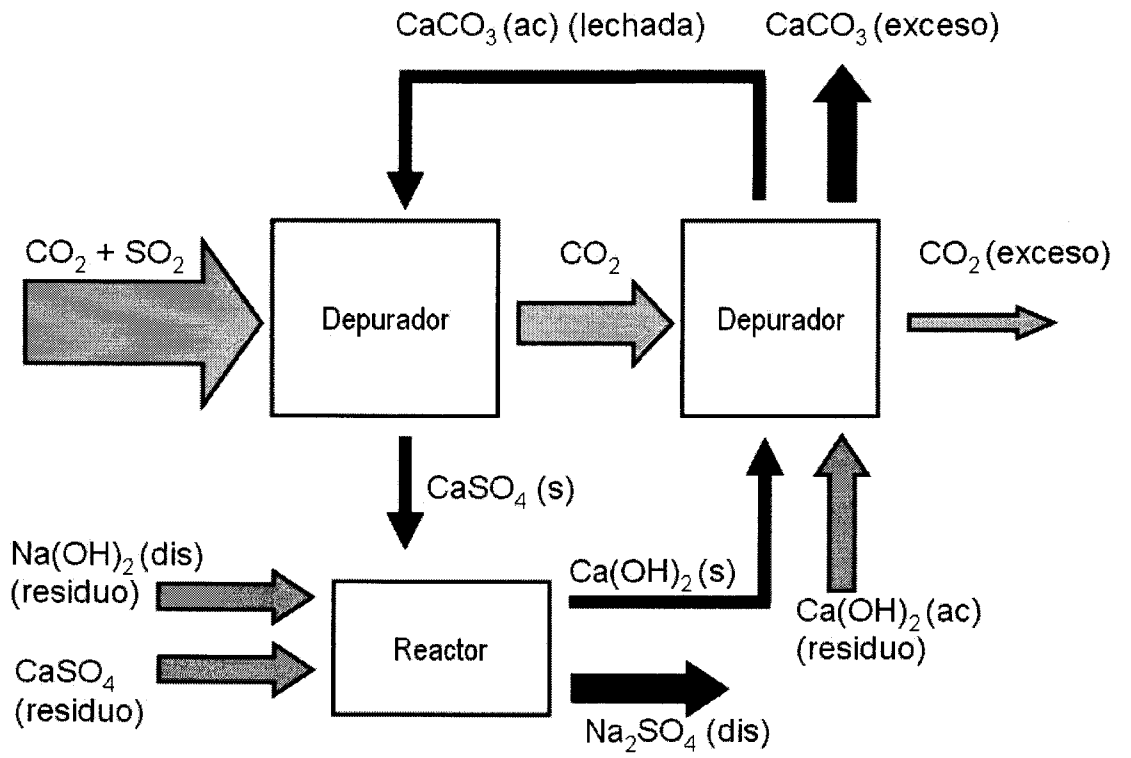 CaCO3 (ac) (lechada)
CaCO3 (exceso)
CO2 + SO2
CO2
CO2 (exceso)
Depurador
Depurador
CaSO4 (s)
Na(OH)2 (dis)
(residuo)
Ca(OH)2 (s)
Ca(OH)2 (ac)
(residuo)
Reactor
CaSO4
(residuo)
Na2SO4 (dis)